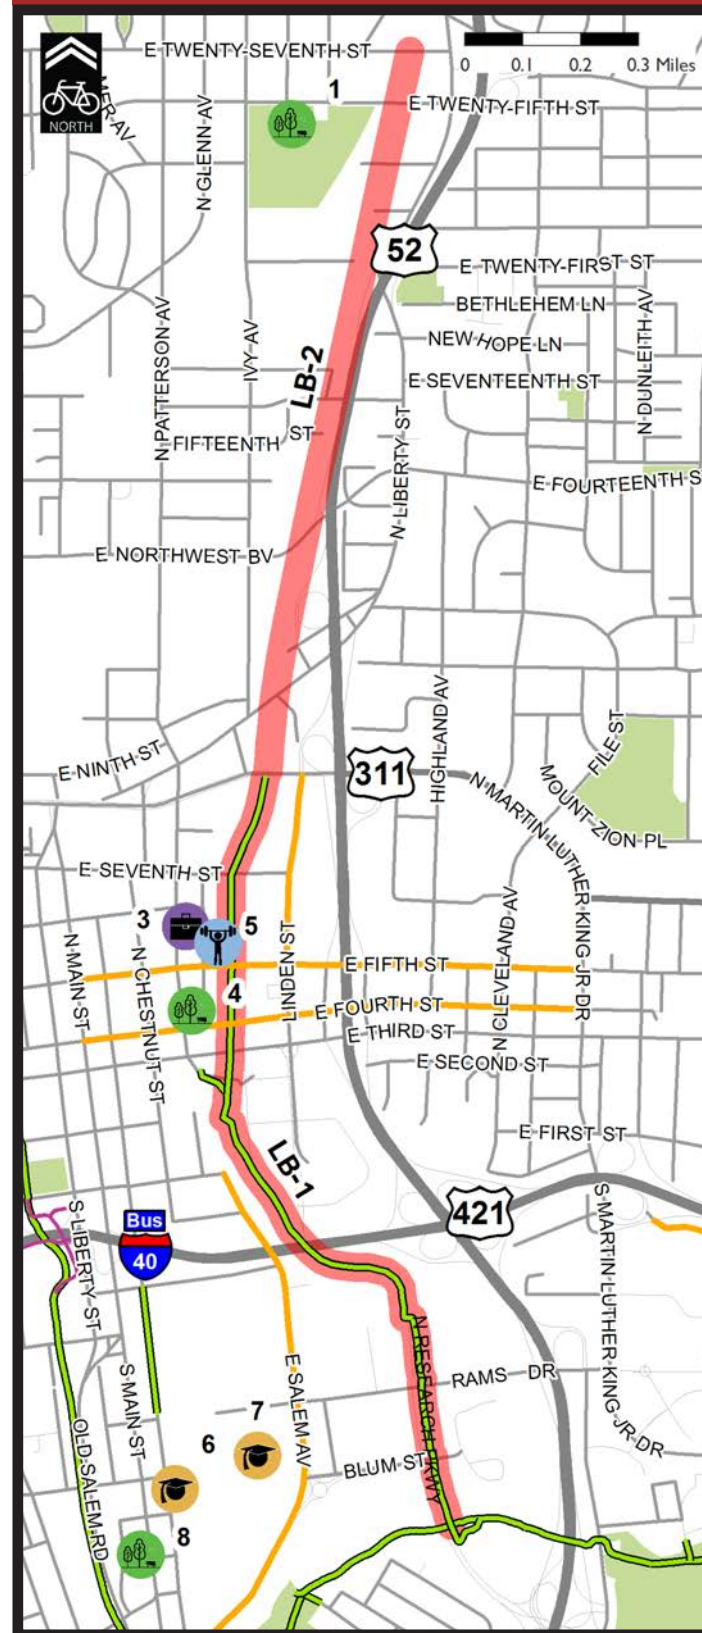 E TWENTY-SEVENTH ST
0 0.1 0.2 0.3 Miles
NORTH
MER AV
1
E TWENTY-FIFTH ST
N GLENN AV
52
E TWENTY-FIRST ST
BETHLEHEM LN
NEW HOPE LN
E SEVENTEENTH ST
N DUNLEITH AV
N PATTERSON AV
IVY AV
LB-2
FIFTEENTH ST
N LIBERTY ST
E FOURTEENTH S
E NORTHWEST BV
HIGHLAND AV
FILE ST
E NINTH ST
311
MOUNT ZION PL
N MARTIN LUTHER KING JR DR
E SEVENTH ST
3
5
N MAIN ST
N CHESTNUT ST
LINDEN ST
E FIFTH ST
N CLEVELAND AV
4
E FOURTH ST
E THIRD ST
E SECOND ST
E FIRST ST
LB-1
421
S LIBERTY ST
Bus
40
S MARTIN LUTHER KING JR DR
N RESEARCH PKWY
E SALEM AV
RAMS DR
S MAIN ST
7
6
BLUM ST
OLD SALEM RD
8